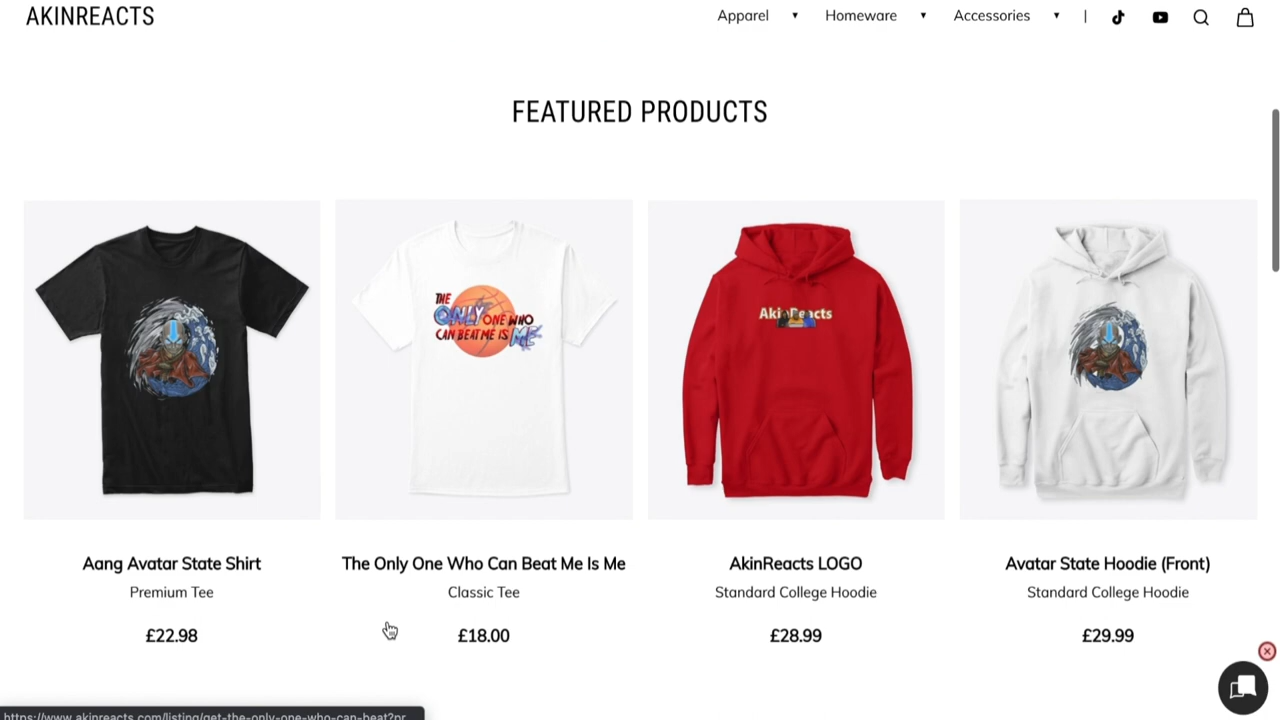 AKINREACTS
Apparel ▼ Homeware ▼ Accessories ▼ |
FEATURED PRODUCTS
THE
ONLY ONE WHO
CAN BEAT ME IS ME
AkinReacts
Aang Avatar State Shirt
Premium Tee
£22.98
The Only One Who Can Beat Me Is Me
Classic Tee
£18.00
AkinReacts LOGO
Standard College Hoodie
£28.99
Avatar State Hoodie (Front)
Standard College Hoodie
£29.99
https://www.akinreacts.com/listing/get-the-only-one-who-can-beat?pr